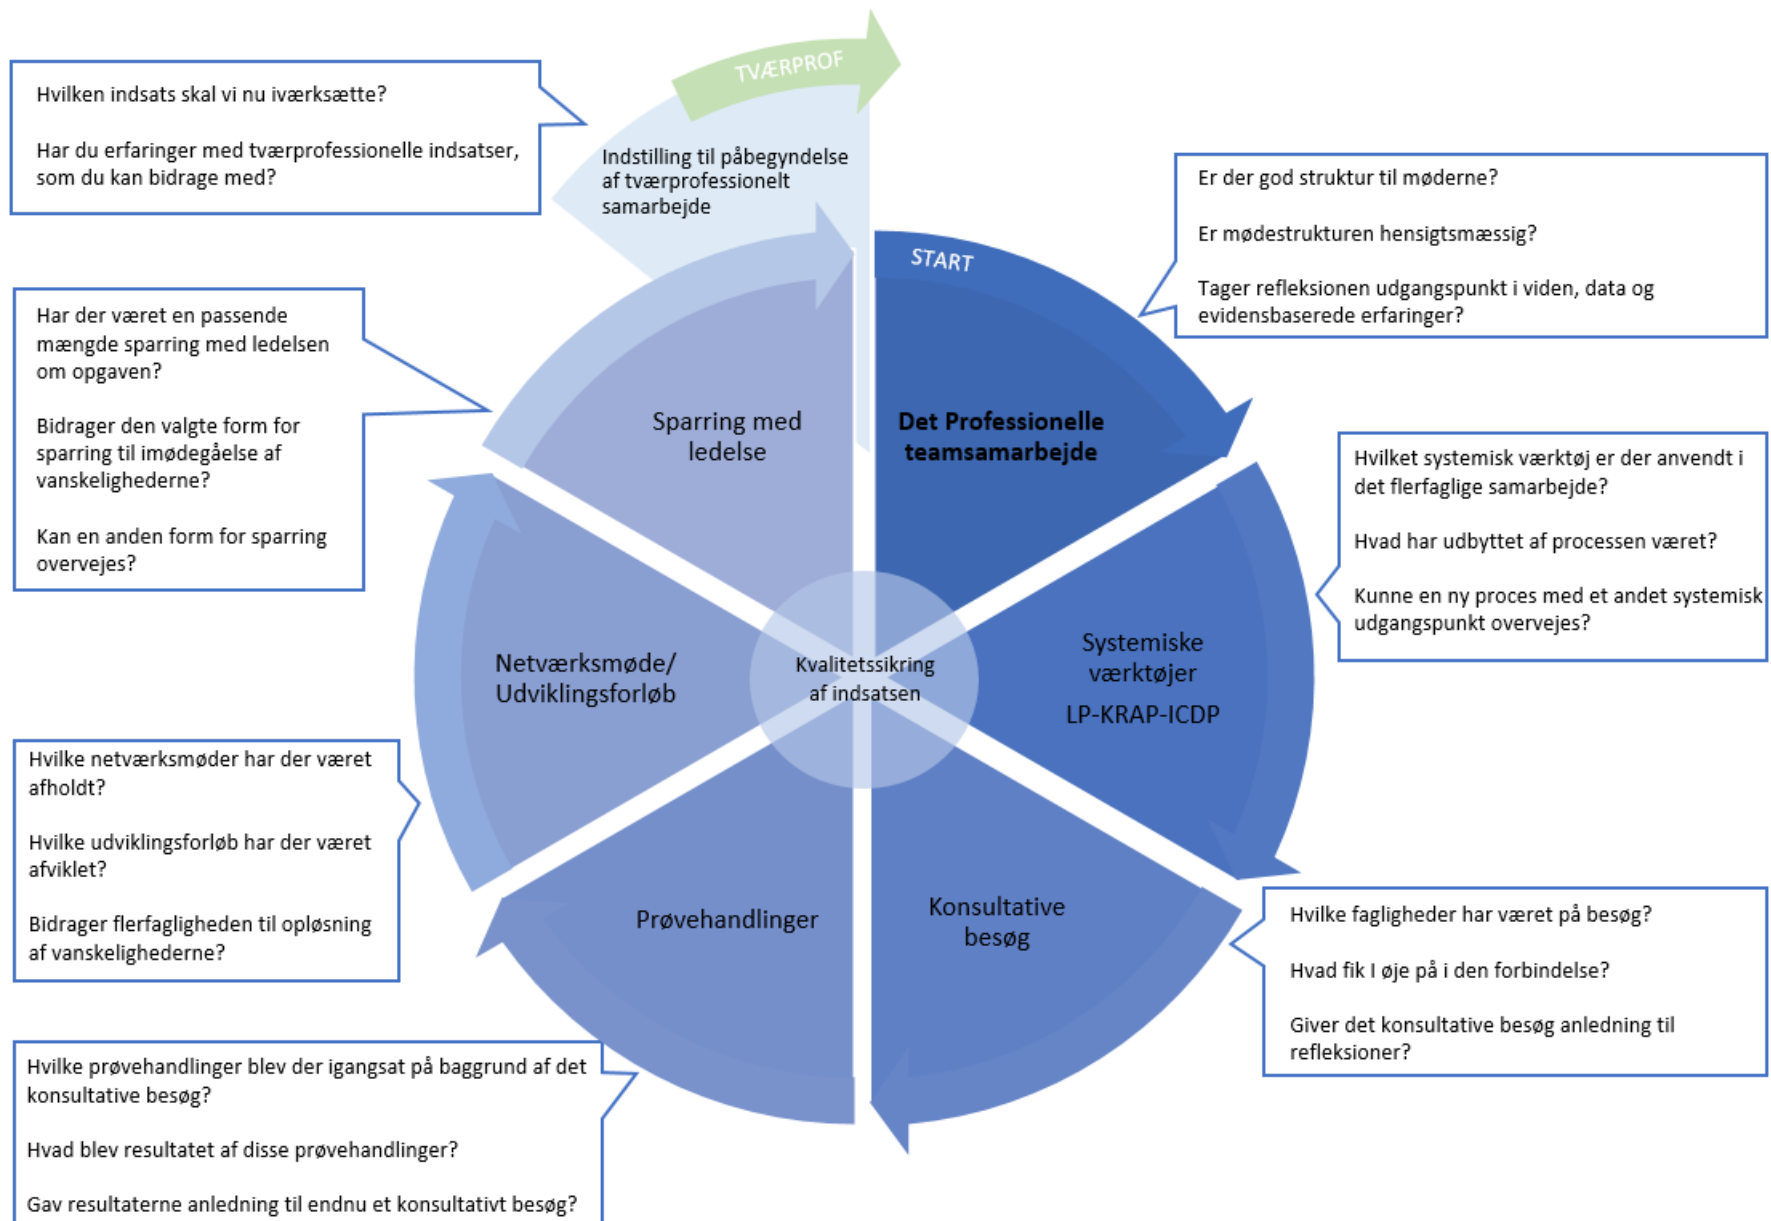 TVÆRPROF
Hvilken indsats skal vi nu iværksætte?
Har du erfaringer med tværprofessionelle indsatser,
som du kan bidrage med?
Indstilling til påbegyndelse
af tværprofessionelt
samarbejde
START
Er der god struktur til møderne?
Er mødestrukturen hensigtsmæssig?
Tager refleksionen udgangspunkt i viden, data og
evidensbaserede erfaringer?
Det Professionelle
teamsamarbejde
Hvilket systemisk værktøj er der anvendt i
det flerfaglige samarbejde?
Hvad har udbyttet af processen været?
Kunne en ny proces med et andet systemisk
udgangspunkt overvejes?
Systemiske
værktøjer
LP-KRAP-ICDP
Hvilke fagligheder har været på besøg?
Hvad fik I øje på i den forbindelse?
Giver det konsultative besøg anledning til
refleksioner?
Konsultative
besøg
Prøvehandlinger
Hvilke prøvehandlinger blev der igangsat på baggrund af det
konsultative besøg?
Hvad blev resultatet af disse prøvehandlinger?
Gav resultaterne anledning til endnu et konsultativt besøg?
Netværksmøde/
Udviklingsforløb
Hvilke netværksmøder har der været
afholdt?
Hvilke udviklingsforløb har der været
afviklet?
Bidrager flerfagligheden til opløsning
af vanskelighederne?
Sparring med
ledelse
Har der været en passende
mængde sparring med ledelsen
om opgaven?
Bidrager den valgte form for
sparring til imødegåelse af
vanskelighederne?
Kan en anden form for sparring
overvejes?
Kvalitetssikring
af indsatsen